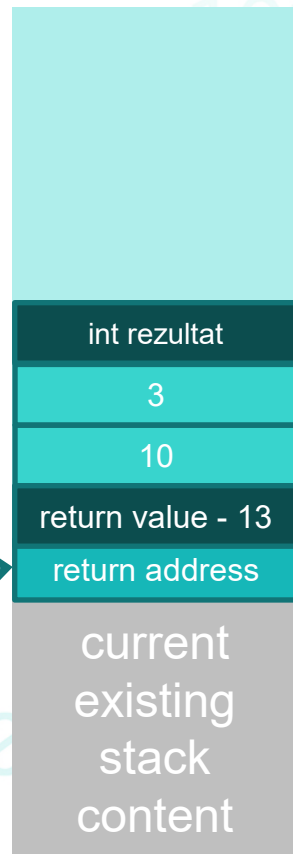 int rezultat
3
10
return value - 13
return address
current
existing
stack
content